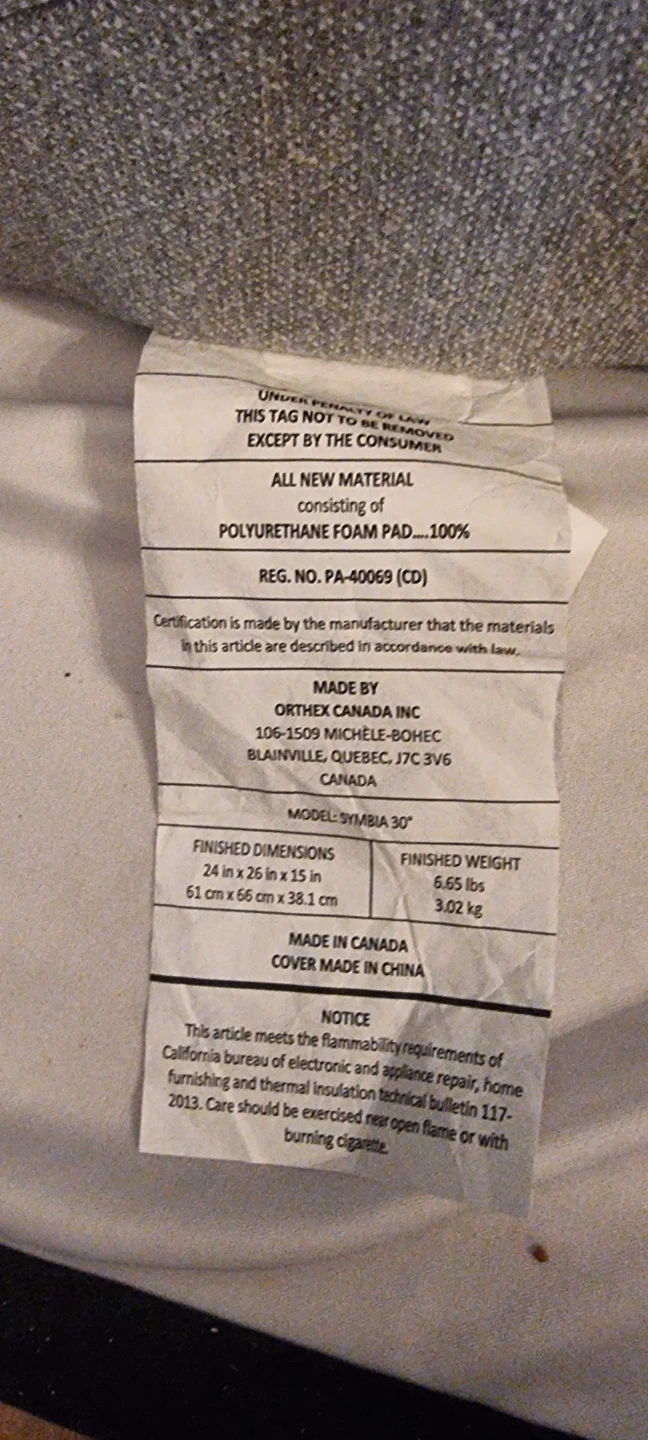 UNDER PENALTY OF LAW
THIS TAG NOT TO BE REMOVED
EXCEPT BY THE CONSUMER
ALL NEW MATERIAL
consisting of
POLYURETHANE FOAM PAD....100%
REG. NO. PA-40069 (CD)
Certification is made by the manufacturer that the materials
in this article are described in accordance with law.
MADE BY
ORTHEX CANADA INC
106-1509 MICHÈLE-BOHEC
BLAINVILLE, QUEBEC, J7C 3V6
CANADA
MODEL: SYMBIA 30°
FINISHED DIMENSIONS
24 in x 26 in x 15 in
61 cm x 66 cm x 38.1 cm
FINISHED WEIGHT
6.65 lbs
3.02 kg
MADE IN CANADA
COVER MADE IN CHINA
NOTICE
This article meets the flammability requirements of
California bureau of electronic and appliance repair, home
furnishing and thermal insulation technical bulletin 117-
2013. Care should be exercised near open flame or with
burning cigarette.